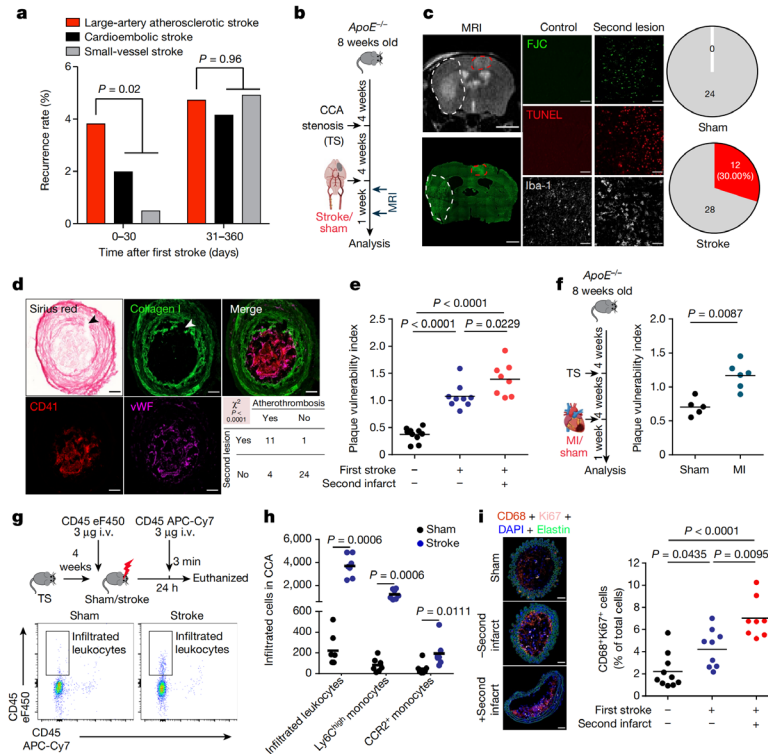 a
Large-artery atherosclerotic stroke
Cardioembolic stroke
Small-vessel stroke
Recurrence rate (%)
6
4
2
0
P = 0.02
P = 0.96
0–30
31–360
Time after first stroke (days)
b
ApoE–/–
8 weeks old
4 weeks
CCA
stenosis
(TS)
4 weeks
1 week
MRI
Stroke/
sham
Analysis
c
MRI
Control
Second lesion
FJC
TUNEL
Iba-1
0
24
Sham
12
(30.00%)
28
Stroke
d
Sirius red
Collagen I
Merge
CD41
vWF
χ2
P <
0.0001
Atherothrombosis
Yes
No
Second lesion
Yes
11
1
No
4
24
e
Plaque vulnerability index
2.5
2.0
1.5
1.0
0.5
0
P < 0.0001
P < 0.0001
P = 0.0229
First stroke
–
+
+
Second infarct
–
–
+
f
ApoE–/–
8 weeks old
4 weeks
TS
4 weeks
MI/
sham
1 week
Analysis
Plaque vulnerability index
2.0
1.5
1.0
0.5
0
P = 0.0087
Sham
MI
g
CD45 eF450
3 µg i.v.
CD45 APC-Cy7
3 µg i.v.
4
weeks
3 min
24 h
Euthanized
TS
Sham/stroke
Sham
Stroke
Infiltrated
leukocytes
Infiltrated
leukocytes
CD45
eF450
CD45
APC-Cy7
h
Sham
Stroke
Infiltrated cells in CCA
6,000
4,000
2,000
600
400
200
0
P = 0.0006
P = 0.0006
P = 0.0111
Infiltrated leukocytes
Ly6Chigh monocytes
CCR2+ monocytes
i
CD68 + Ki67 +
DAPI + Elastin
Sham
–Second
infarct
+Second
infarct
CD68+Ki67+ cells
(% of total cells)
12
10
8
6
4
2
0
P < 0.0001
P = 0.0435
P = 0.0095
First stroke
–
+
+
Second infarct
–
–
+